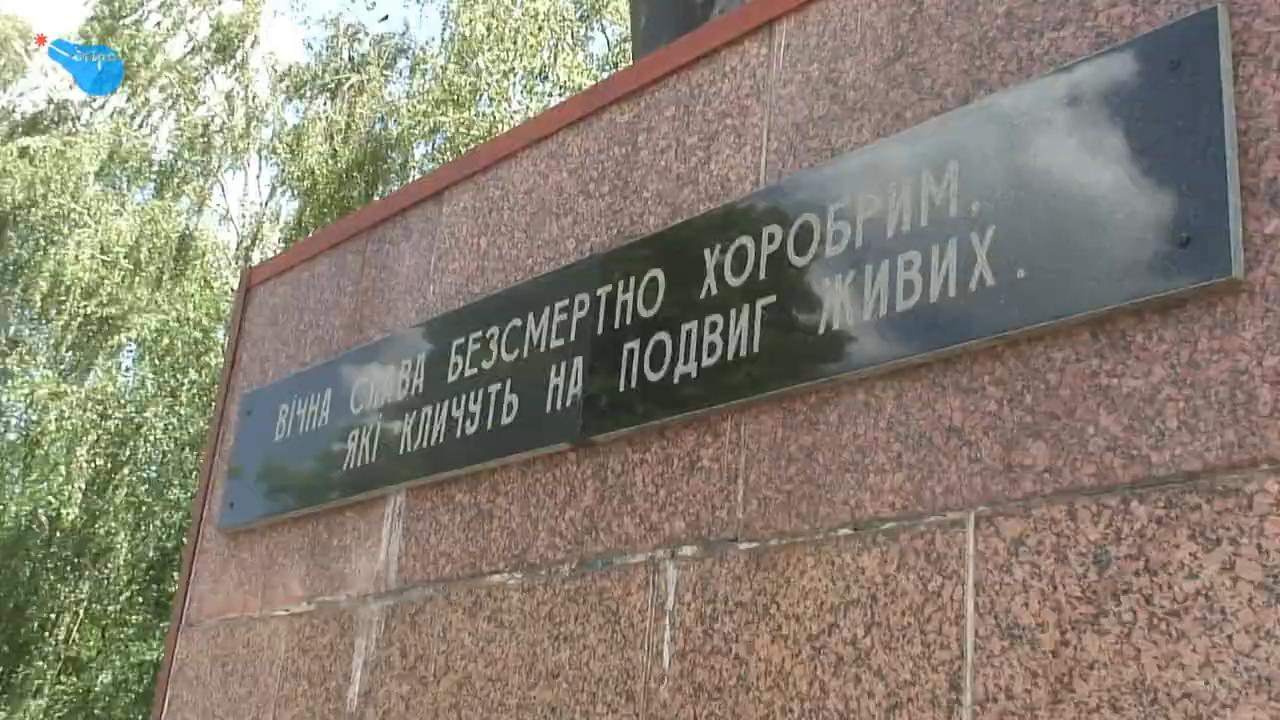 ВІЧНА СЛАВА БЕЗСМЕРТНО ХОРОБРИМ,
ЯКІ КЛИЧУТЬ НА ПОДВИГ ЖИВИХ.